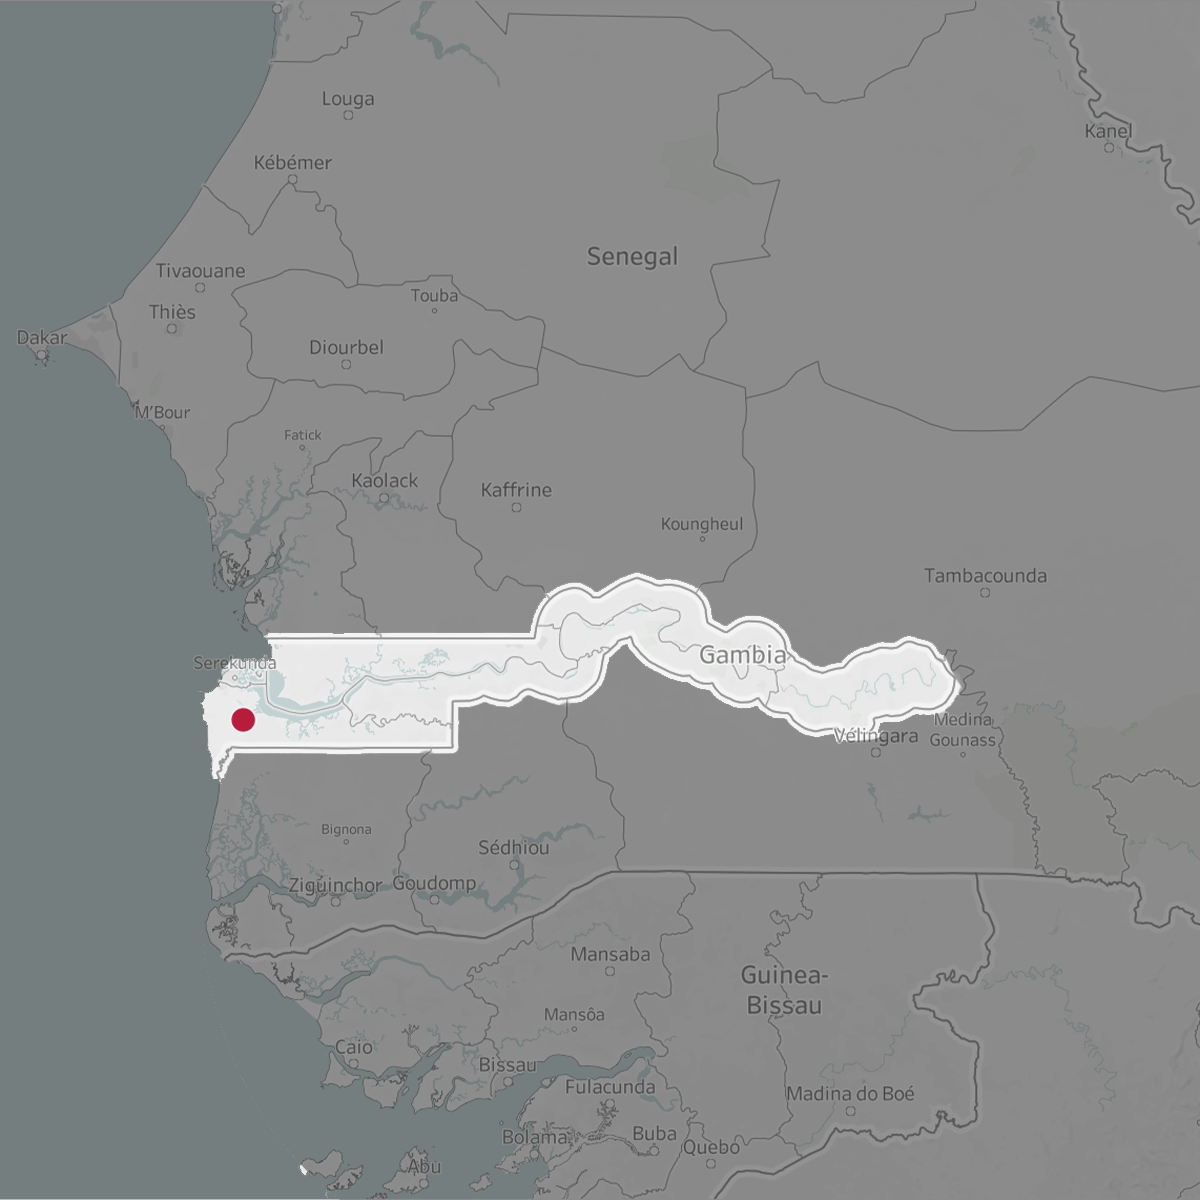 Louga
Kanel
Kébémer
Senegal
Tivaouane
Touba
Thiès
Dakar
Diourbel
M'Bour
Fatick
Kaolack
Kaffrine
Koungheul
Tambacounda
Serekunda
Gambia
Medina
Gounass
Vélingara
Bignona
Sédhiou
Ziguinchor
Goudomp
Mansaba
Guinea-
Bissau
Mansôa
Caio
Bissau
Fulacunda
Madina do Boé
Bolama
Buba
Quebo
Abu